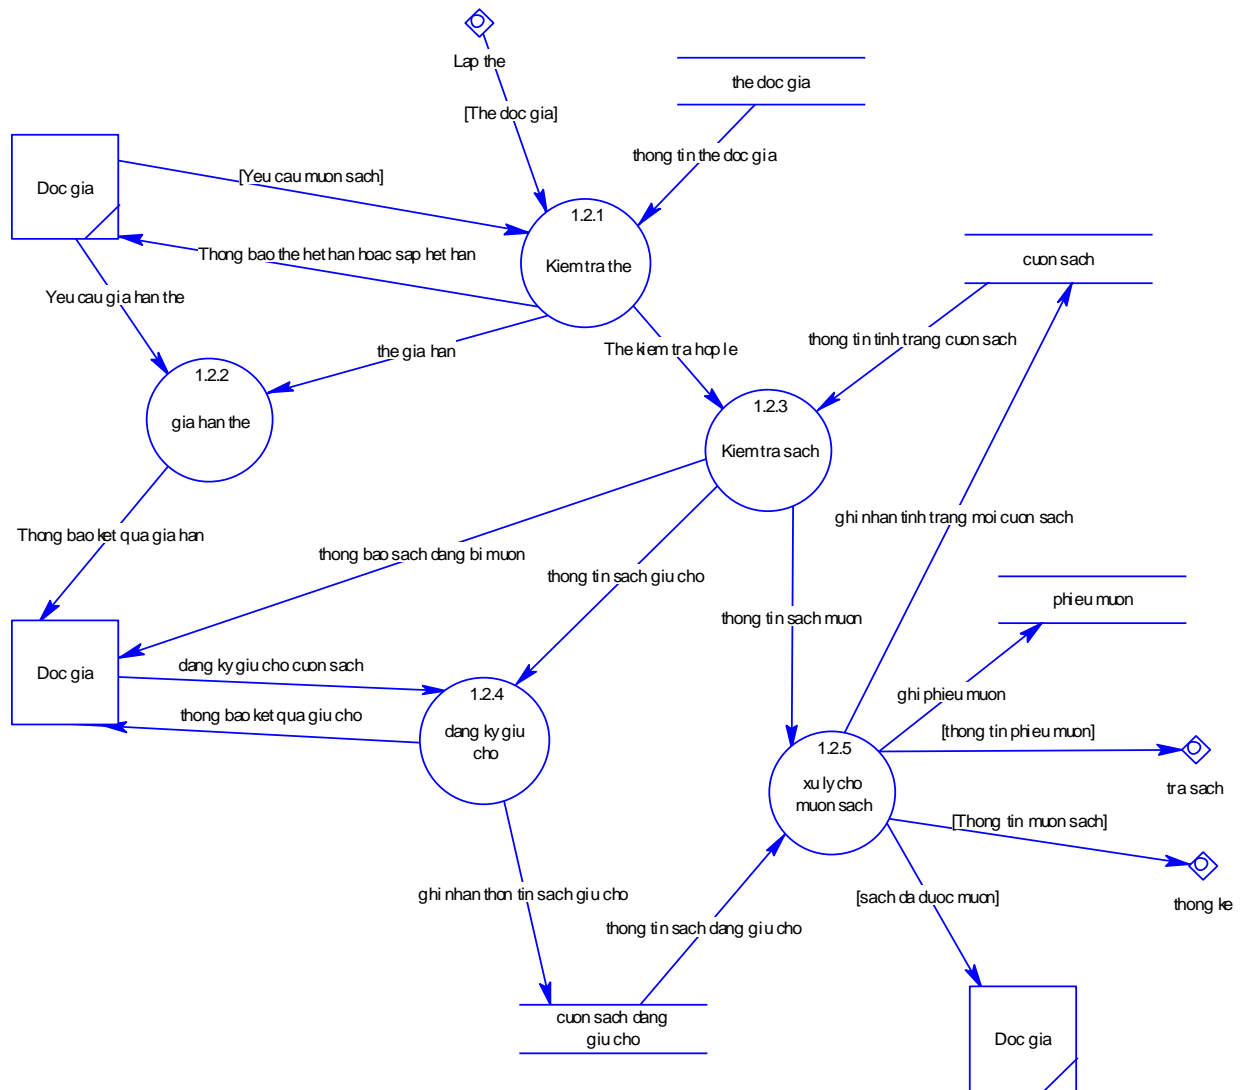 Lap the
the doc gia
[The doc gia]
thong tin the doc gia
[Yeu cau muon sach]
Doc gia
1.2.1
Kiem tra the
Thong bao the het han hoac sap het han
cuon sach
Yeu cau gia han the
the gia han
The kiem tra hop le
thong tin tinh trang cuon sach
1.2.2
gia han the
1.2.3
Kiem tra sach
ghi nhan tinh trang moi cuon sach
Thong bao ket qua gia han
thong bao sach dang bi muon
thong tin sach giu cho
phieu muon
thong tin sach muon
Doc gia
dang ky giu cho cuon sach
1.2.4
dang ky giu
cho
ghi phieu muon
thong bao ket qua giu cho
[thong tin phieu muon]
1.2.5
xu ly cho
muon sach
tra sach
[Thong tin muon sach]
ghi nhan thon tin sach giu cho
[sach da duoc muon]
thong ke
thong tin sach dang giu cho
cuon sach dang
giu cho
Doc gia